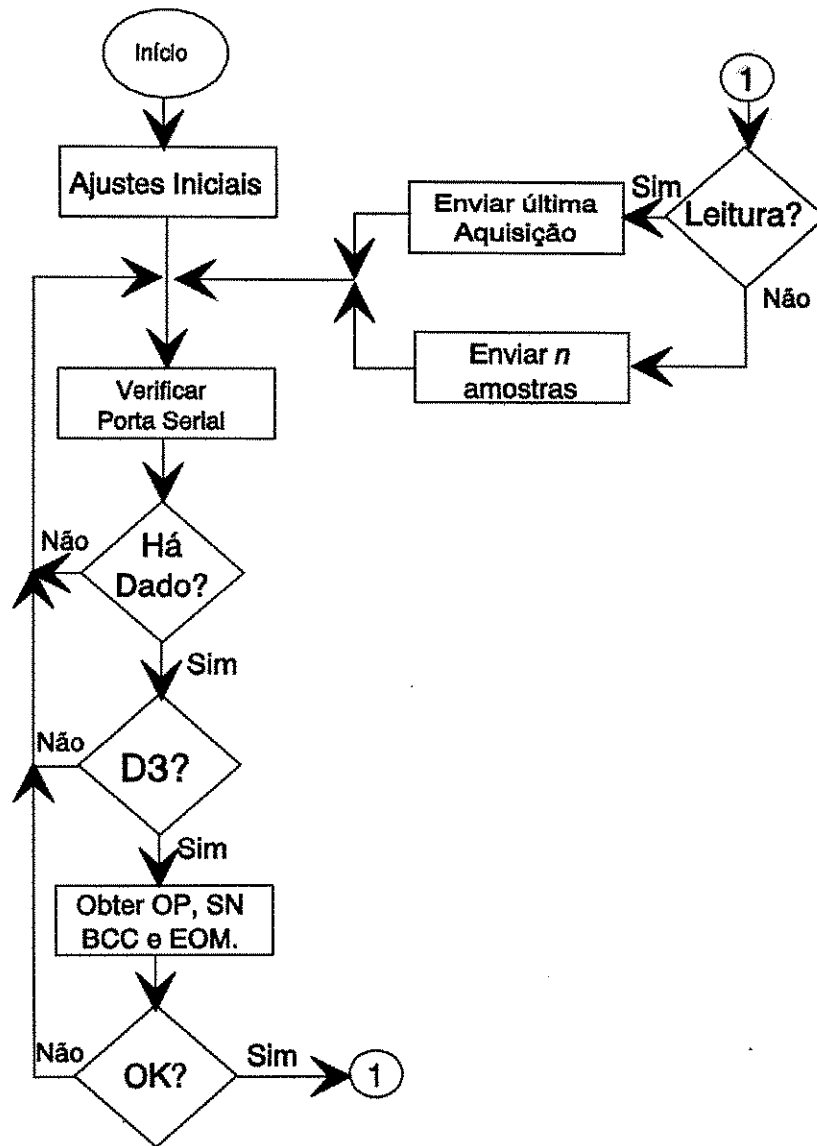 Início
Ajustes Iniciais
Verificar
Porta Serial
Há
Dado?
Não
Sim
D3?
Não
Sim
Obter OP, SN
BCC e EOM.
OK?
Não
Sim
1
1
Leitura?
Sim
Não
Enviar última
Aquisição
Enviar n
amostras